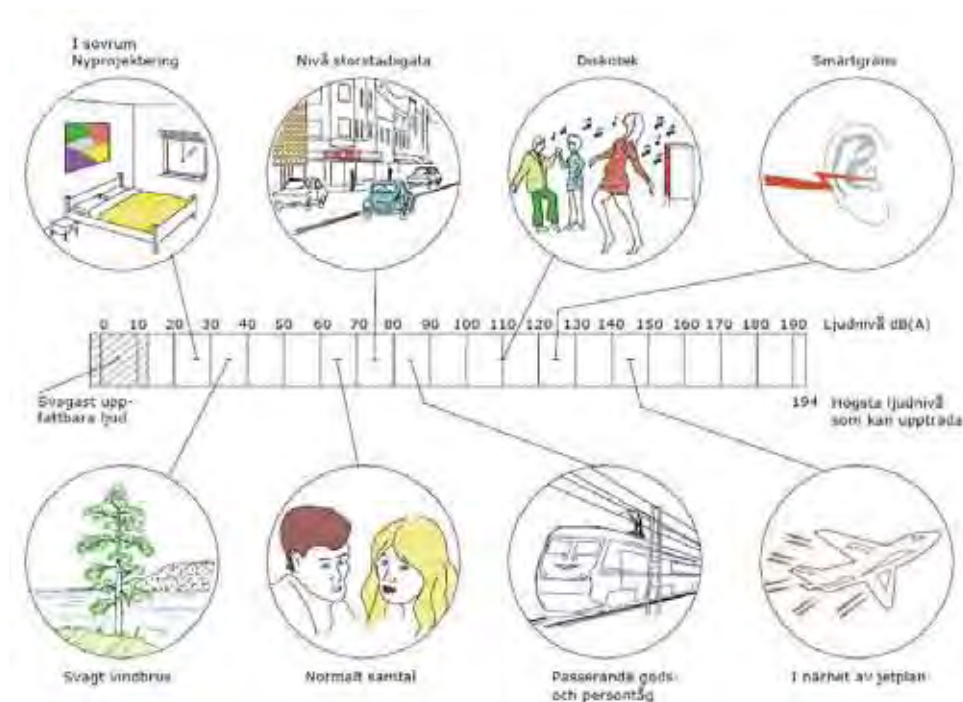 I sovrum
Nyprojektering
Nivå storstadsgata
Diskotek
Smärtgräns
0 10 20 30 40 50 60 70 80 90 100 110 120 130 140 150 160 170 180 190 Ljudnivå dB(A)
Svagast upp-
fattbara ljud
194 Högsta ljudnivå
som kan uppträda
Svagt vindbrus
Normalt samtal
Passerande gods-
och persontåg
I närhet av jetplan